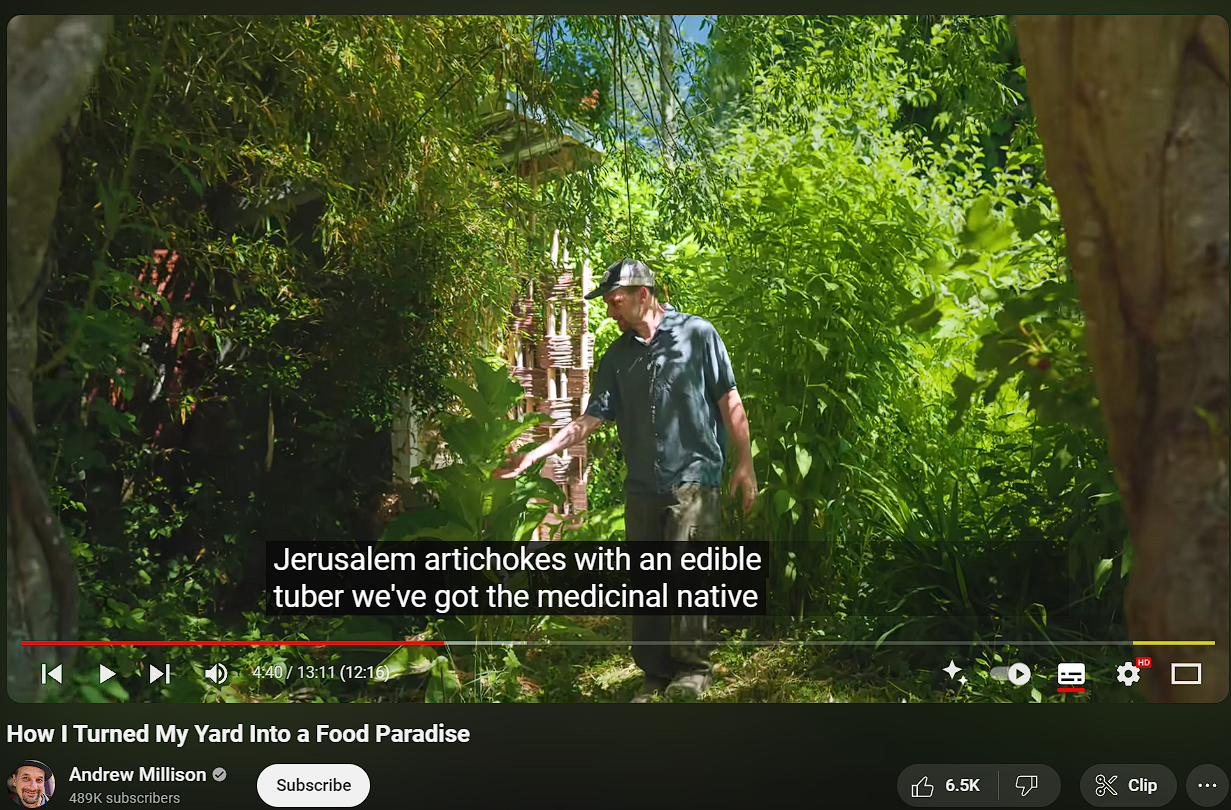 Jerusalem artichokes with an edible
tuber we've got the medicinal native
4:40 / 13:11 (12:16)
HD
How I Turned My Yard Into a Food Paradise
Andrew Millison
489K subscribers
Subscribe
6.5K
Clip